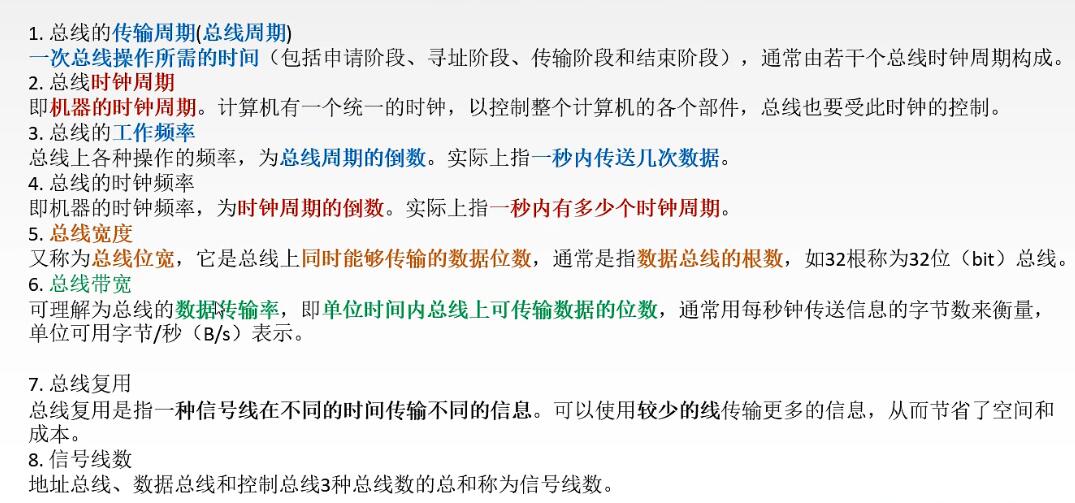 1. 总线的传输周期(总线周期)
一次总线操作所需的时间（包括申请阶段、寻址阶段、传输阶段和结束阶段），通常由若干个总线时钟周期构成。
2. 总线时钟周期
即机器的时钟周期。计算机有一个统一的时钟，以控制整个计算机的各个部件，总线也要受此时钟的控制。
3. 总线的工作频率
总线上各种操作的频率，为总线周期的倒数。实际上指一秒内传送几次数据。
4. 总线的时钟频率
即机器的时钟频率，为时钟周期的倒数。实际上指一秒内有多少个时钟周期。
5. 总线宽度
又称为总线位宽，它是总线上同时能够传输的数据位数，通常是指数据总线的根数，如32根称为32位（bit）总线。
6. 总线带宽
可理解为总线的数据传输率，即单位时间内总线上可传输数据的位数，通常用每秒钟传送信息的字节数来衡量，
单位可用字节/秒（B/s）表示。
7. 总线复用
总线复用是指一种信号线在不同的时间传输不同的信息。可以使用较少的线传输更多的信息，从而节省了空间和
成本。
8. 信号线数
地址总线、数据总线和控制总线3种总线数的总和称为信号线数。